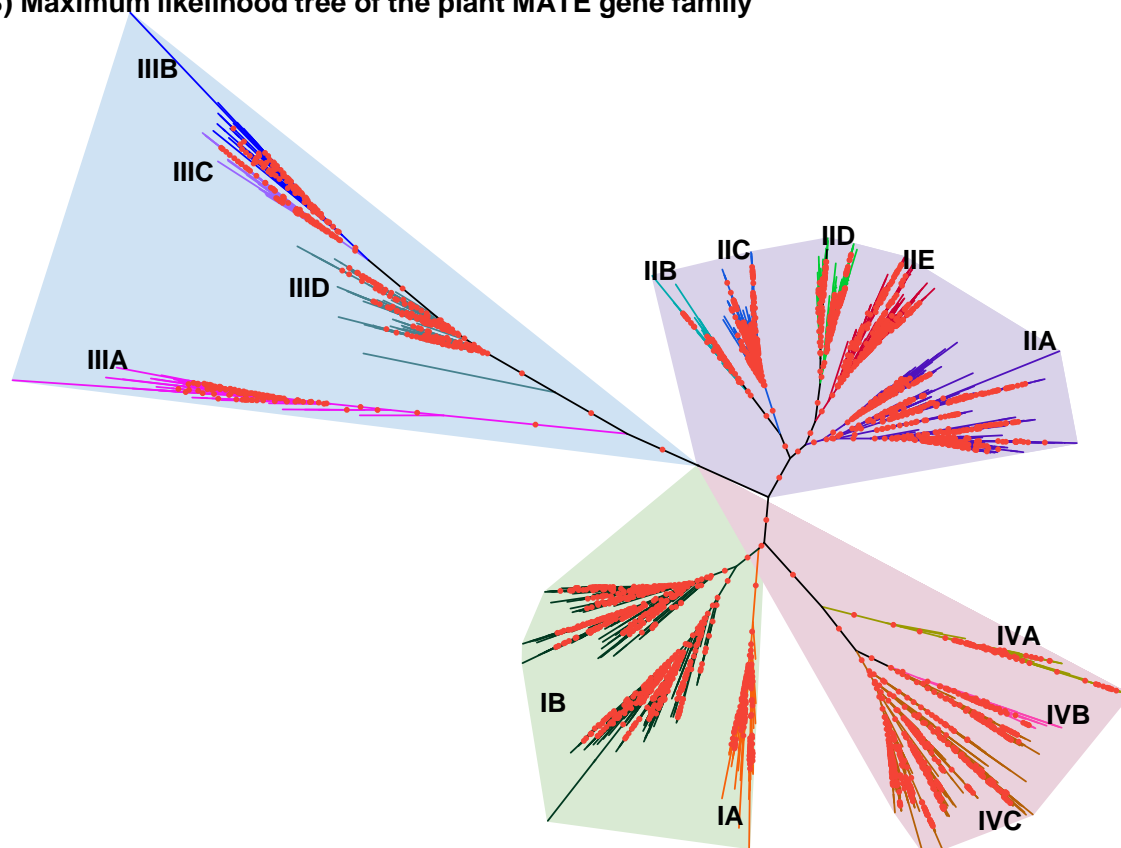 ) Maximum likelihood tree of the plant MATE gene family
IIIB
IIIC
IID
IIC
IIE
IIB
IIID
IIA
IIIA
IVA
IB
IVB
IA
IVC